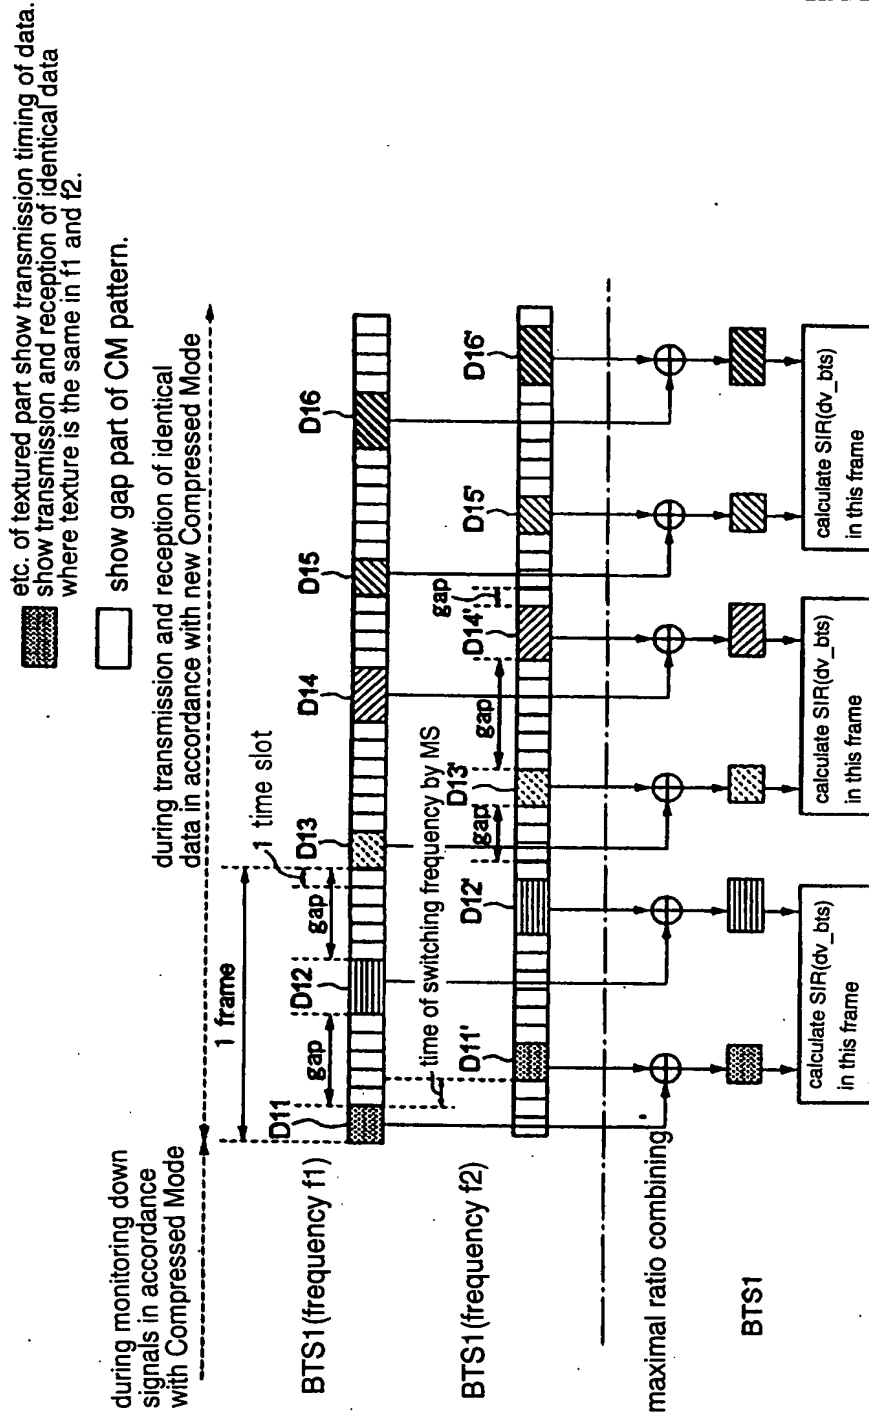 etc. of textured part show transmission timing of data.
show transmission and reception of identical data
where texture is the same in f1 and f2.
show gap part of CM pattern.
during monitoring down
signals in accordance
with Compressed Mode
during transmission and reception of identical
data in accordance with new Compressed Mode
1 frame
1 time slot
gap
gap
BTS1(frequency f1)
D11
D12
D13
D14
D15
D16
time of switching frequency by MS
gap
gap
gap
BTS1(frequency f2)
D11'
D12'
D13'
D14'
D15'
D16'
maximal ratio combining
BTS1
calculate SIR(dv_bts)
in this frame
calculate SIR(dv_bts)
in this frame
calculate SIR(dv_bts)
in this frame